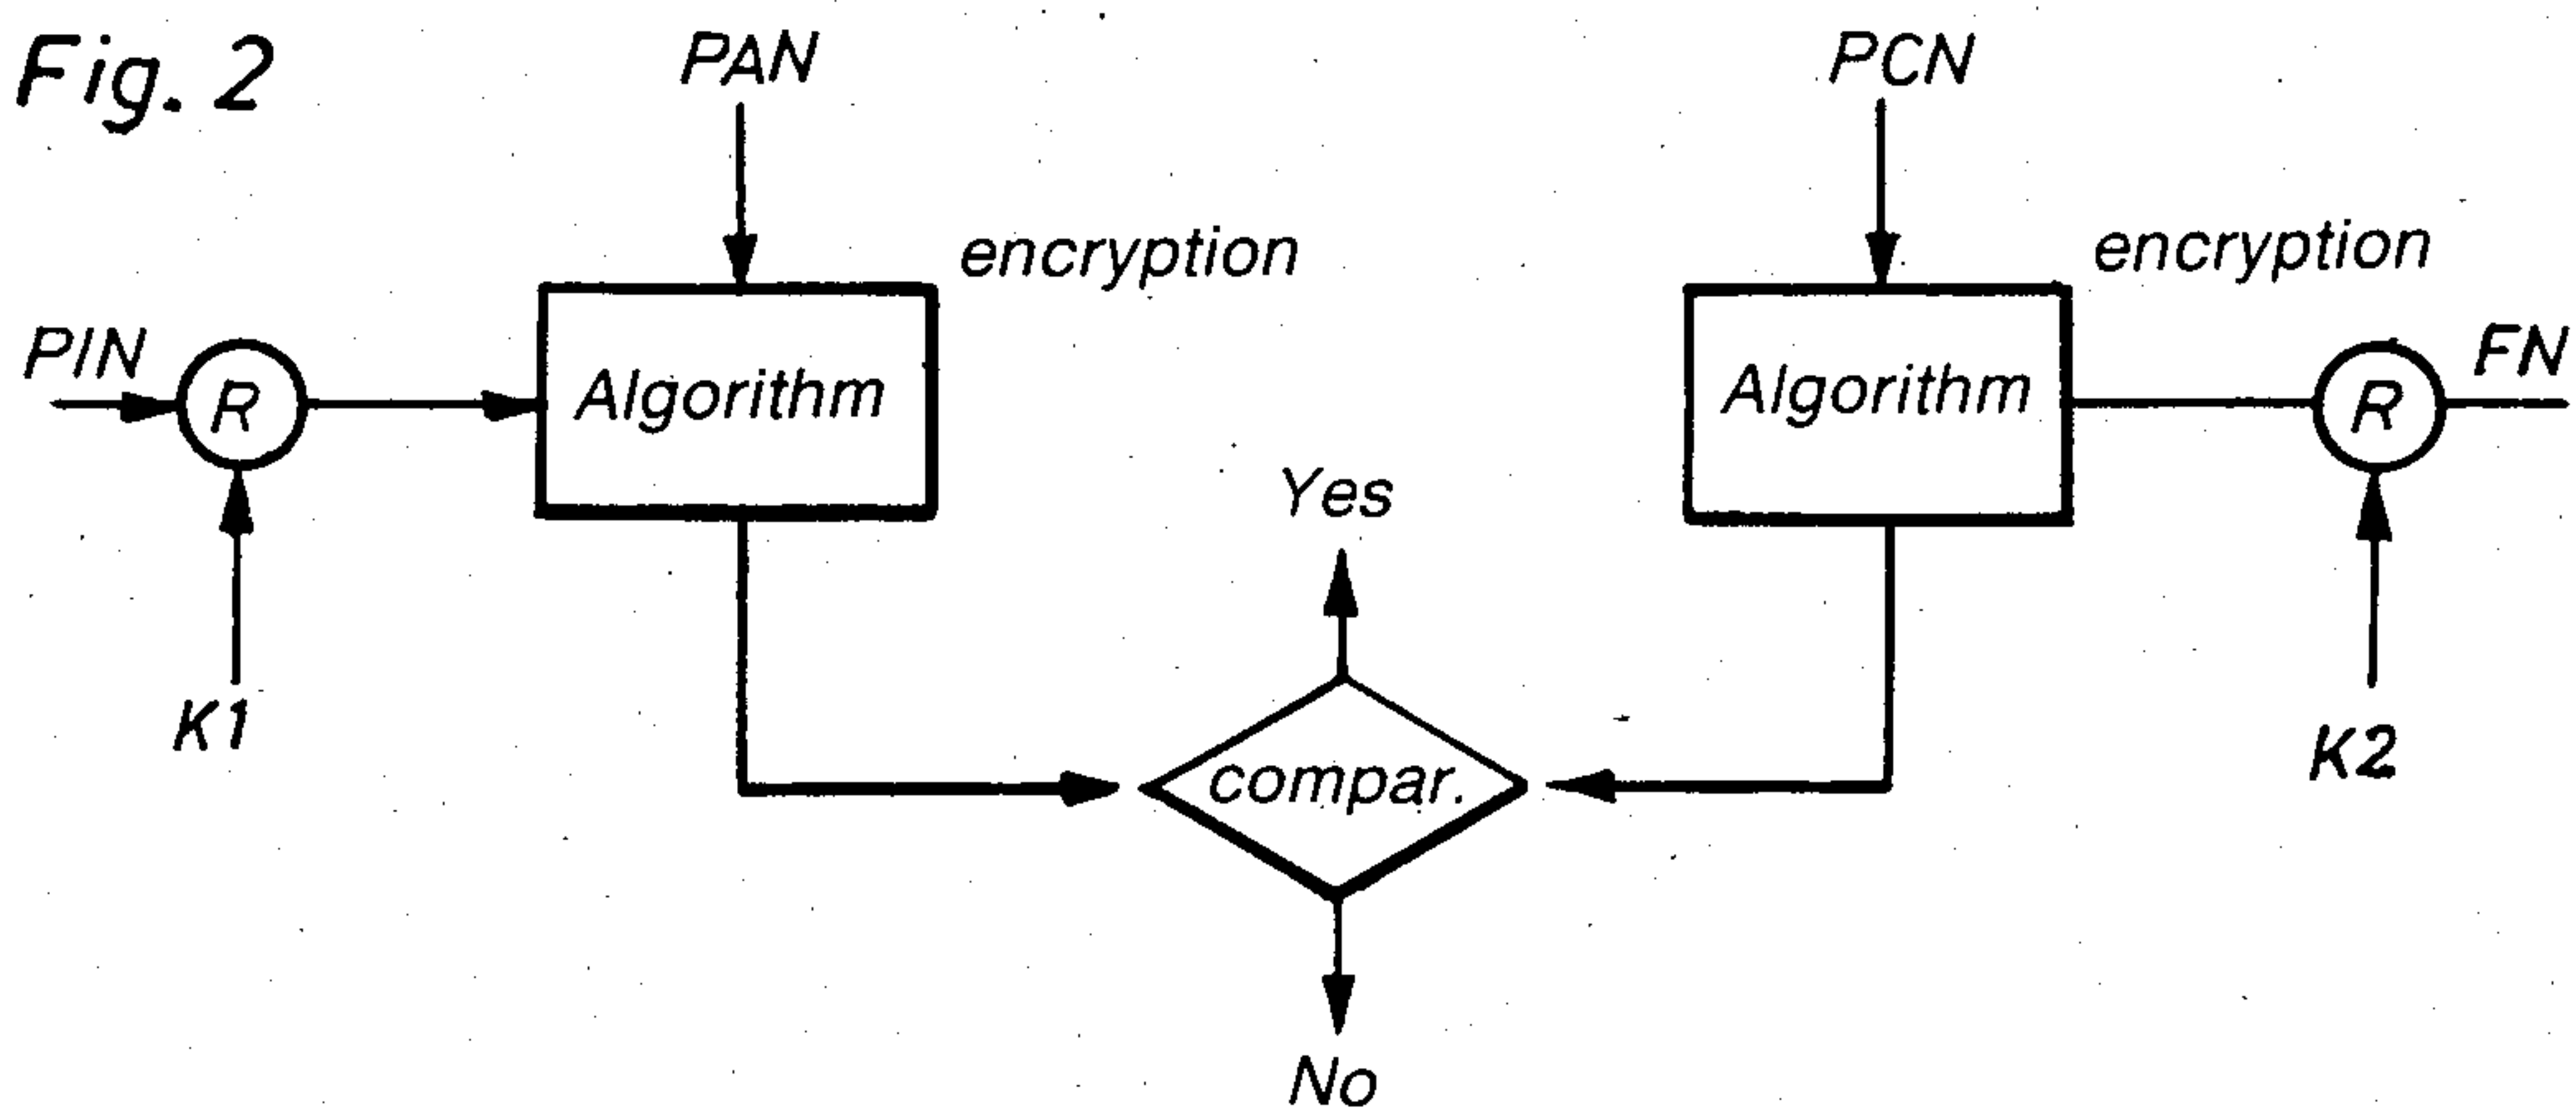 Fig. 2
PAN
PCN
encryption
encryption
PIN
R
Algorithm
Algorithm
R
FN
Yes
K1
compar.
K2
No